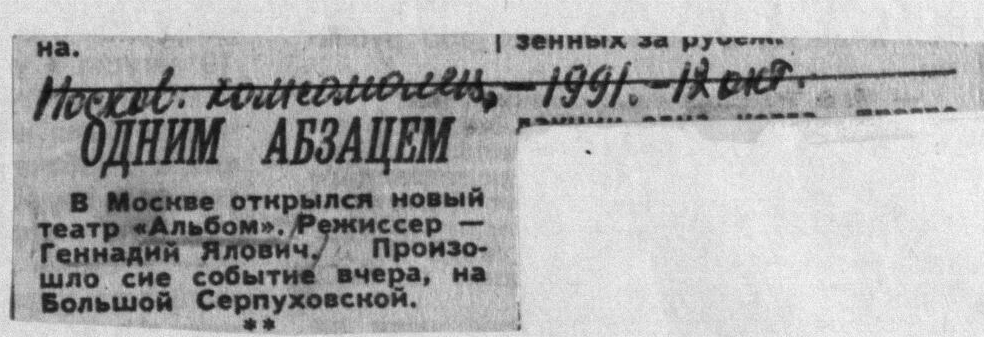 на.
зенных за рубеж
Москов. комсомолец, – 1991. – 12 окт.
ОДНИМ АБЗАЦЕМ
В Москве открылся новый
театр «Альбом». Режиссер —
Геннадий Ялович. Произо-
шло сие событие вчера, на
Большой Серпуховской.
**